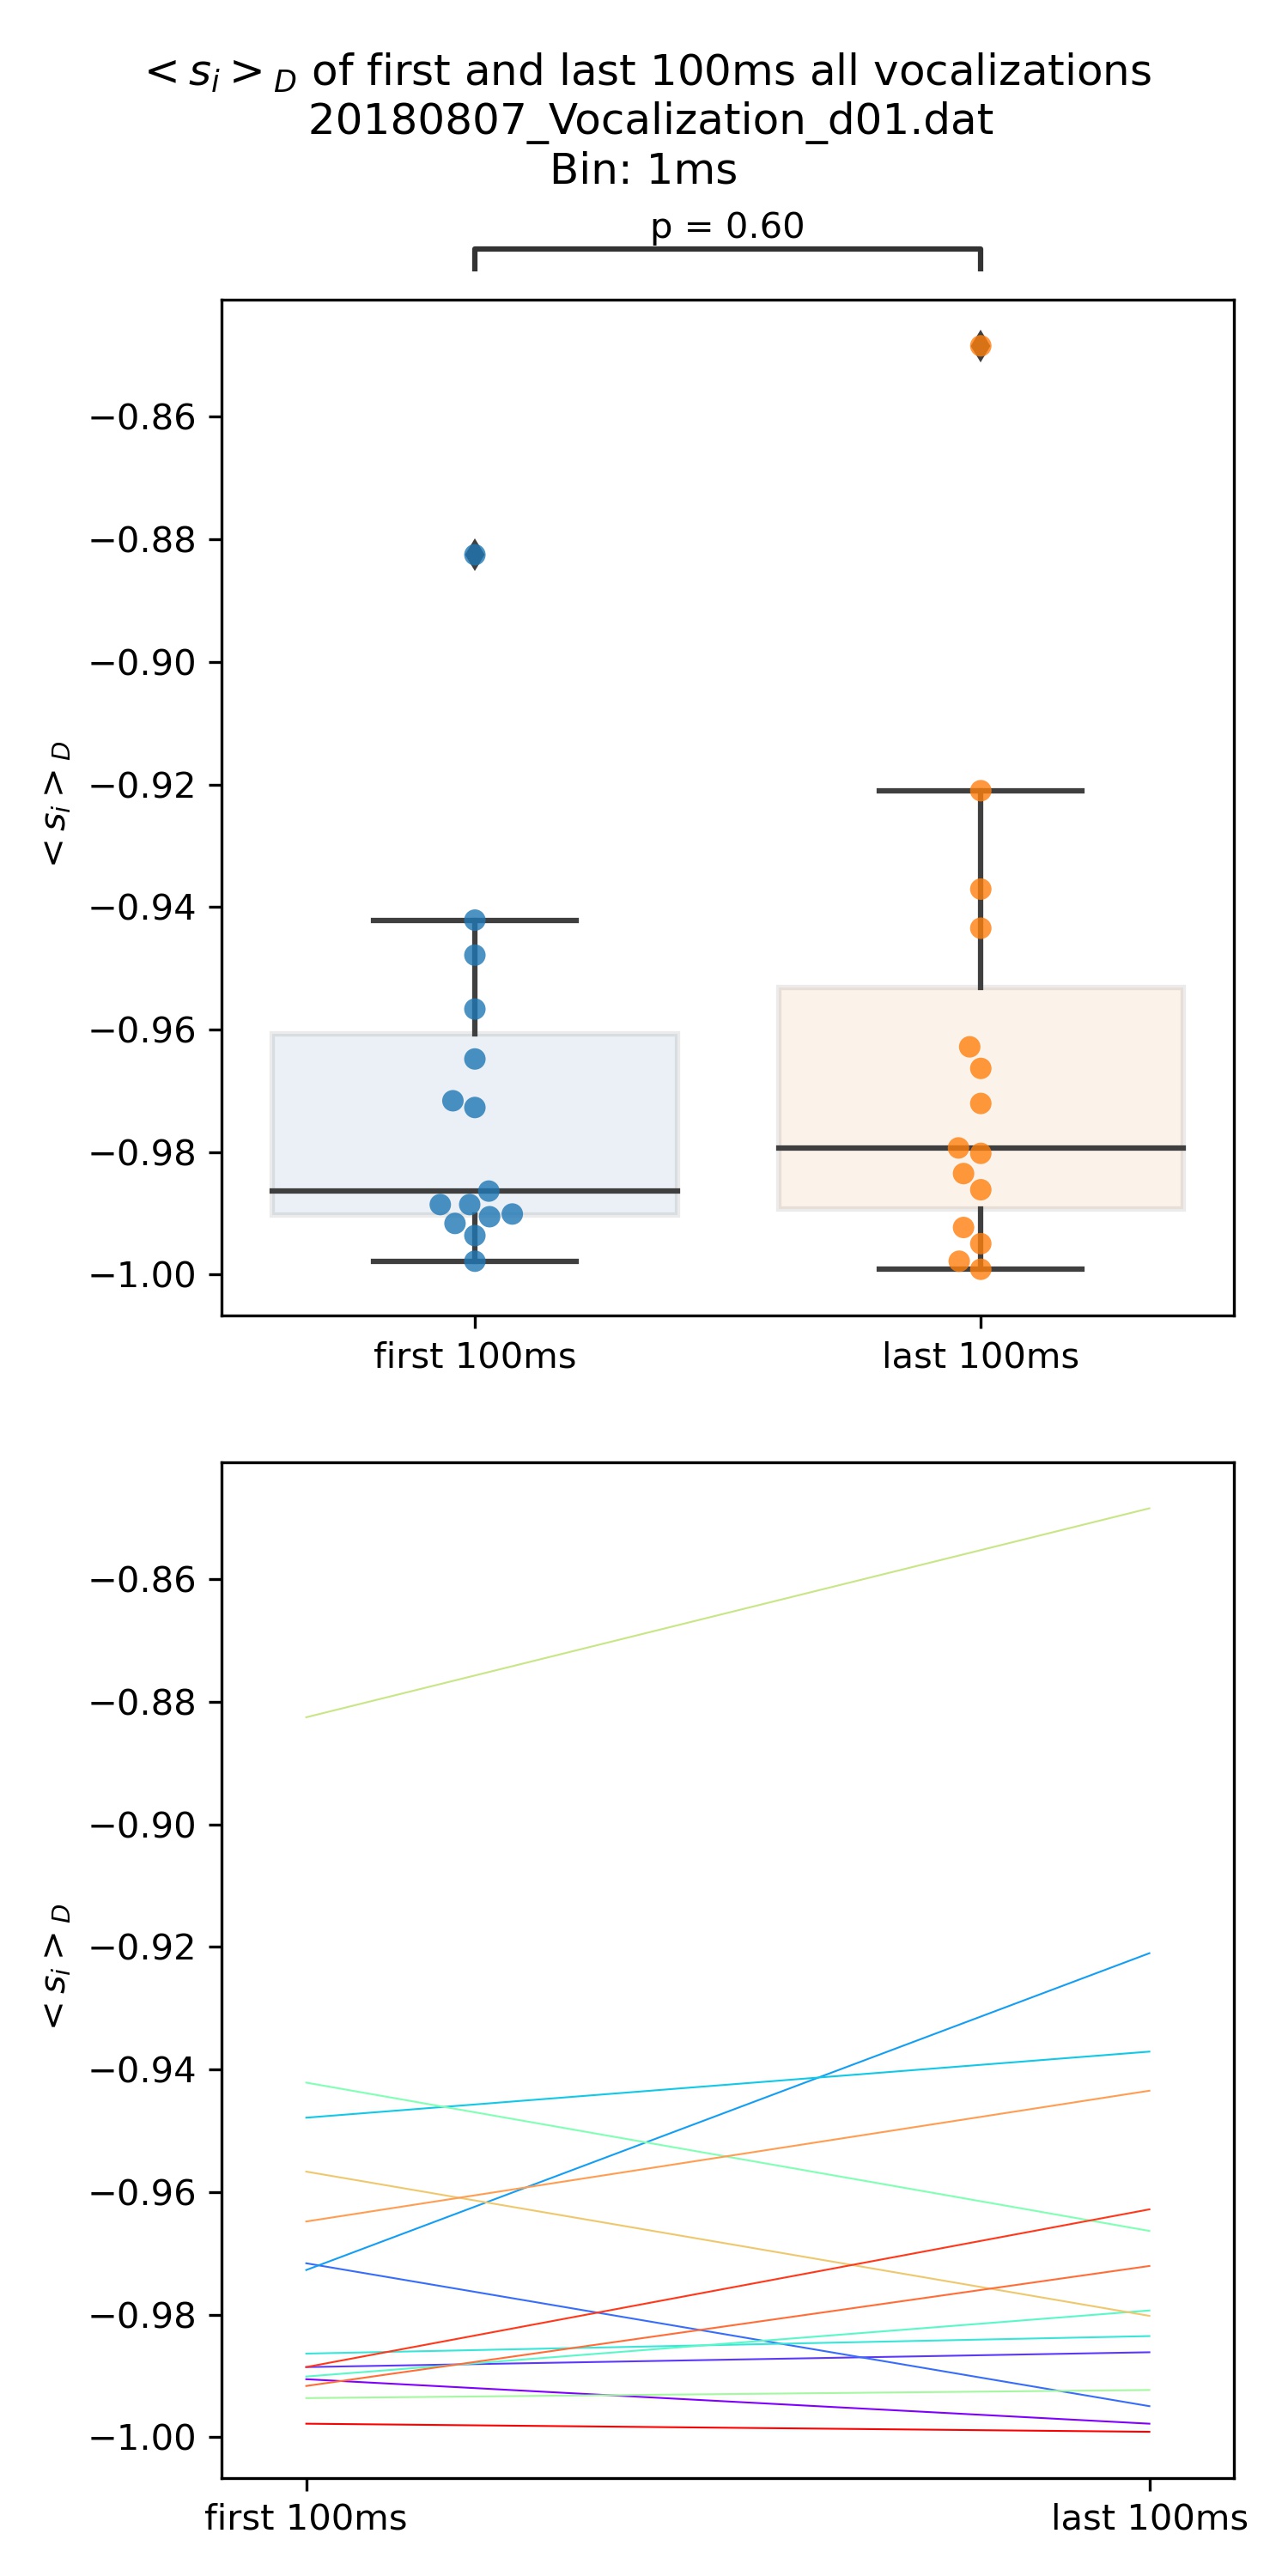 < s_i >_D of first and last 100ms all vocalizations
20180807_Vocalization_d01.dat
Bin: 1ms
p = 0.60
−0.86
−0.88
−0.90
−0.92
−0.94
−0.96
−0.98
−1.00
< s_i >_D
first 100ms
last 100ms
−0.86
−0.88
−0.90
−0.92
−0.94
−0.96
−0.98
−1.00
< s_i >_D
first 100ms
last 100ms